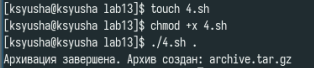 [ksyusha@ksyusha lab13]$ touch 4.sh
[ksyusha@ksyusha lab13]$ chmod +x 4.sh
[ksyusha@ksyusha lab13]$ ./4.sh .
Архивация завершена. Архив создан: archive.tar.gz